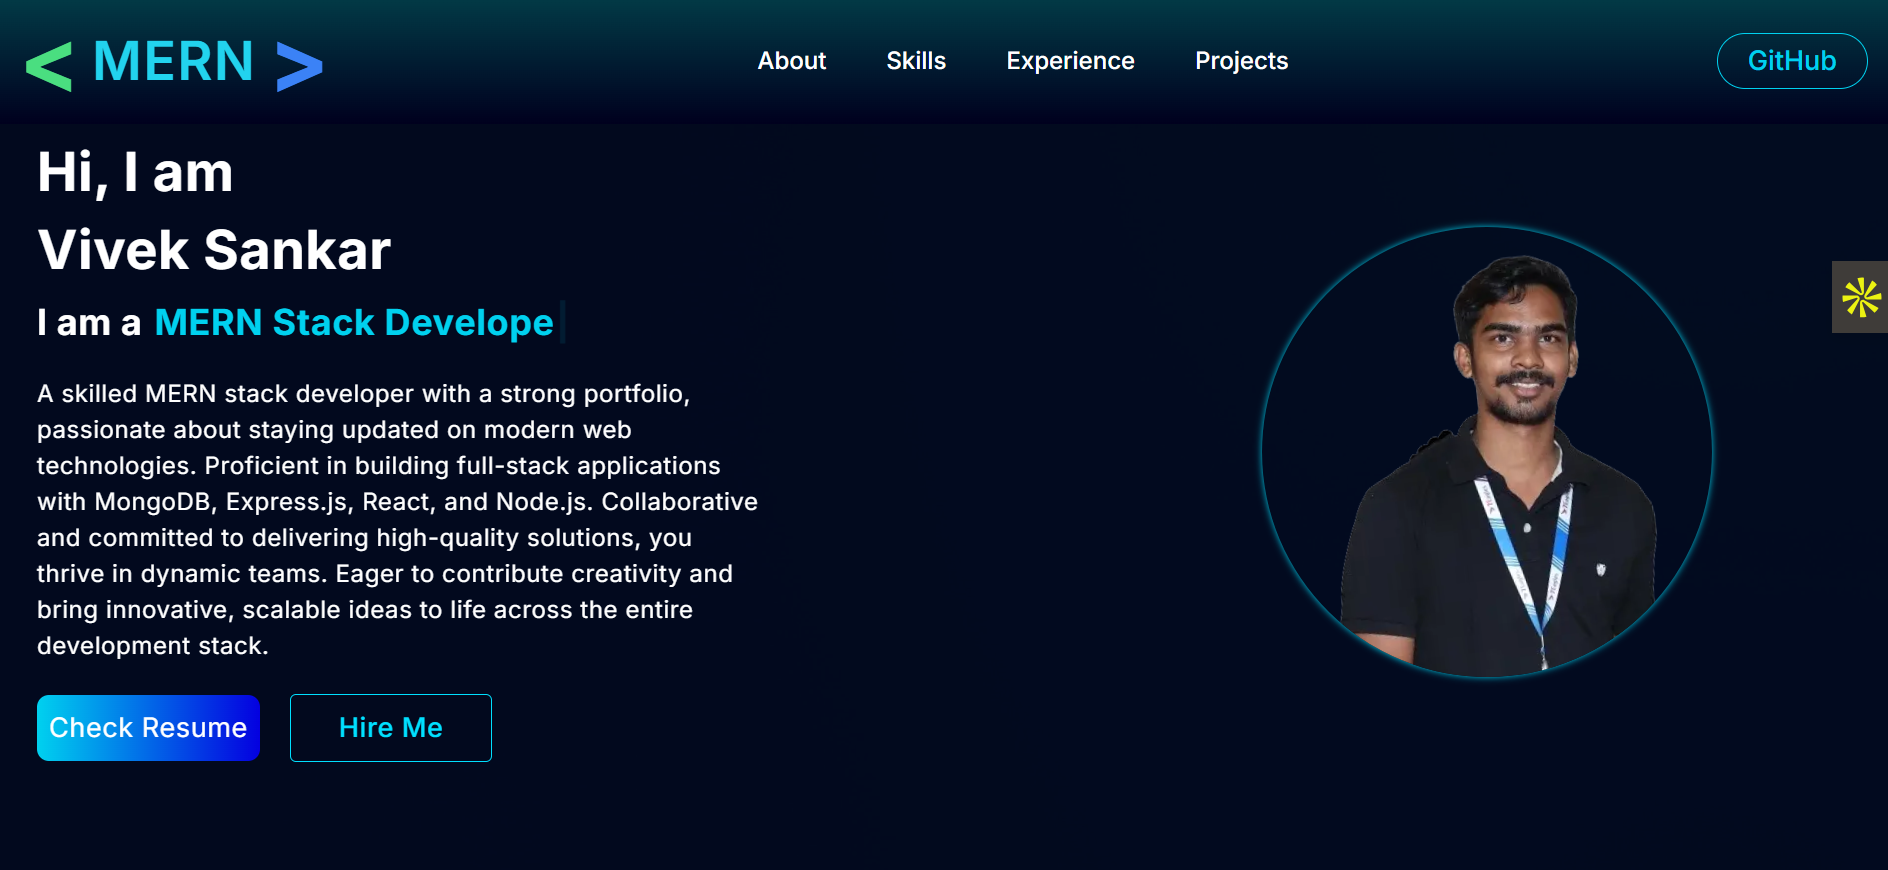 < MERN >
About Skills Experience Projects
GitHub
Hi, I am
Vivek Sankar
I am a MERN Stack Develope
A skilled MERN stack developer with a strong portfolio,
passionate about staying updated on modern web
technologies. Proficient in building full-stack applications
with MongoDB, Express.js, React, and Node.js. Collaborative
and committed to delivering high-quality solutions, you
thrive in dynamic teams. Eager to contribute creativity and
bring innovative, scalable ideas to life across the entire
development stack.
Check Resume
Hire Me